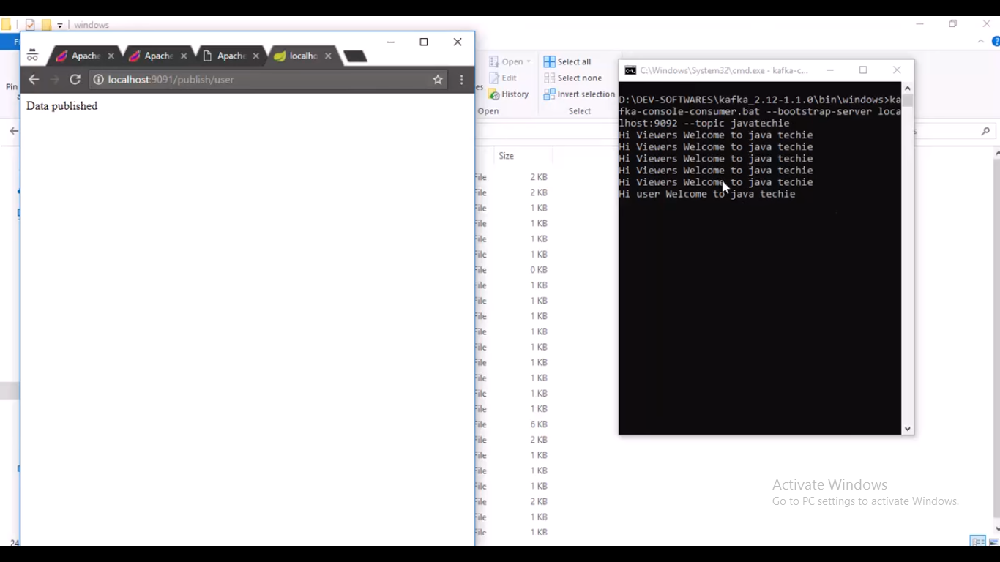 windows
Apache
Apache
Apache
localho
localhost:9091/publish/user
Data published
Pin
Open
Edit
History
Open
Select all
Select none
Invert selection
Select
Size
File 2 KB
File 2 KB
File 1 KB
File 1 KB
File 1 KB
File 1 KB
File 0 KB
File 1 KB
File 1 KB
File 1 KB
File 1 KB
File 1 KB
File 1 KB
File 1 KB
File 1 KB
File 1 KB
File 6 KB
File 2 KB
File 1 KB
File 1 KB
File 1 KB
File 2 KB
File 1 KB
File 1 KB
24
C:\Windows\System32\cmd.exe - kafka-c...
D:\DEV-SOFTWARES\kafka_2.12-1.1.0\bin\windows>ka
fka-console-consumer.bat --bootstrap-server loca
lhost:9092 --topic javatechie
Hi Viewers Welcome to java techie
Hi Viewers Welcome to java techie
Hi Viewers Welcome to java techie
Hi Viewers Welcome to java techie
Hi Viewers Welcome to java techie
Hi user Welcome to java techie
Activate Windows
Go to PC settings to activate Windows.